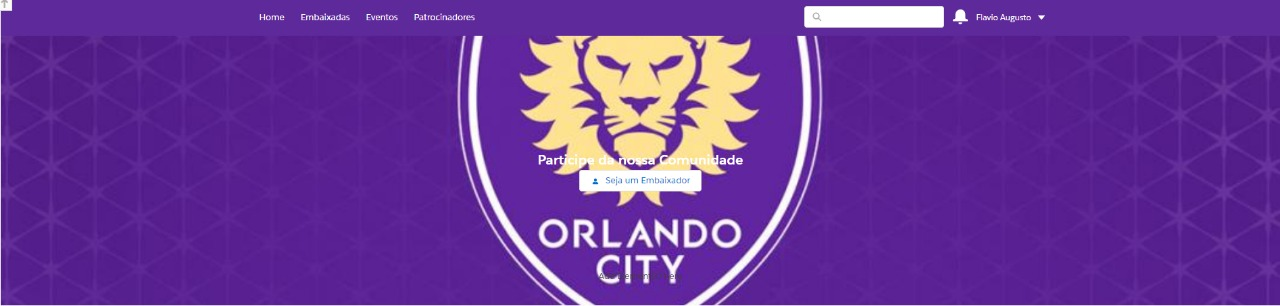 Home Embaixadas Eventos Patrocinadores Flavio Augusto
Participe da nossa Comunidade
Seja um Embaixador
ORLANDO
CITY